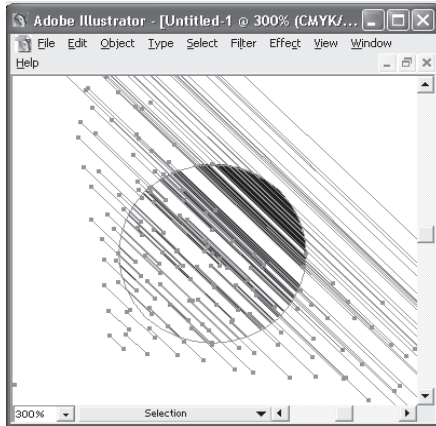 Adobe Illustrator - [Untitled-1 @ 300% (CMYK/...
File Edit Object Type Select Filter Effect View Window
Help
300% Selection